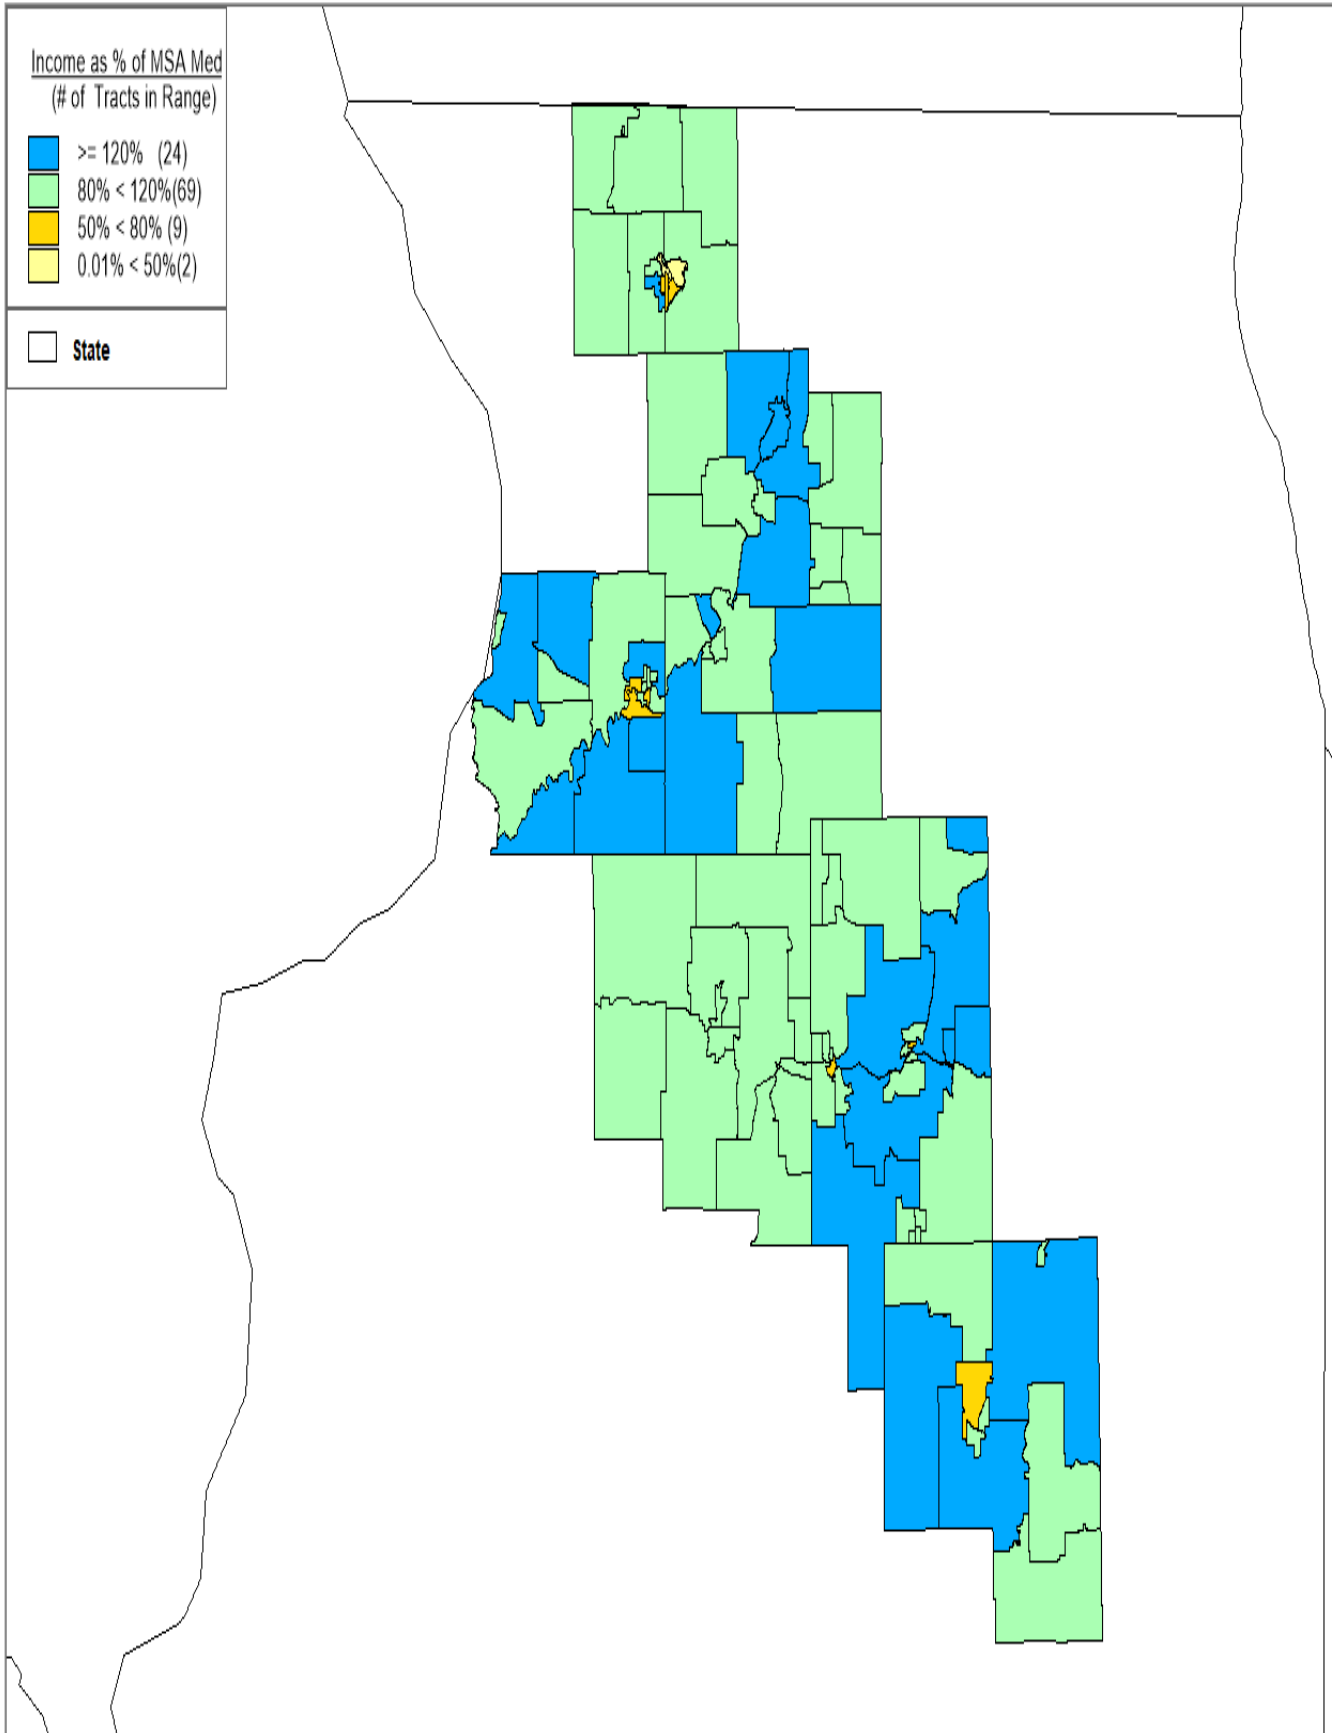 Income as % of MSA Med
(# of Tracts in Range)
>= 120% (24)
80% < 120%(69)
50% < 80% (9)
0.01% < 50%(2)
State